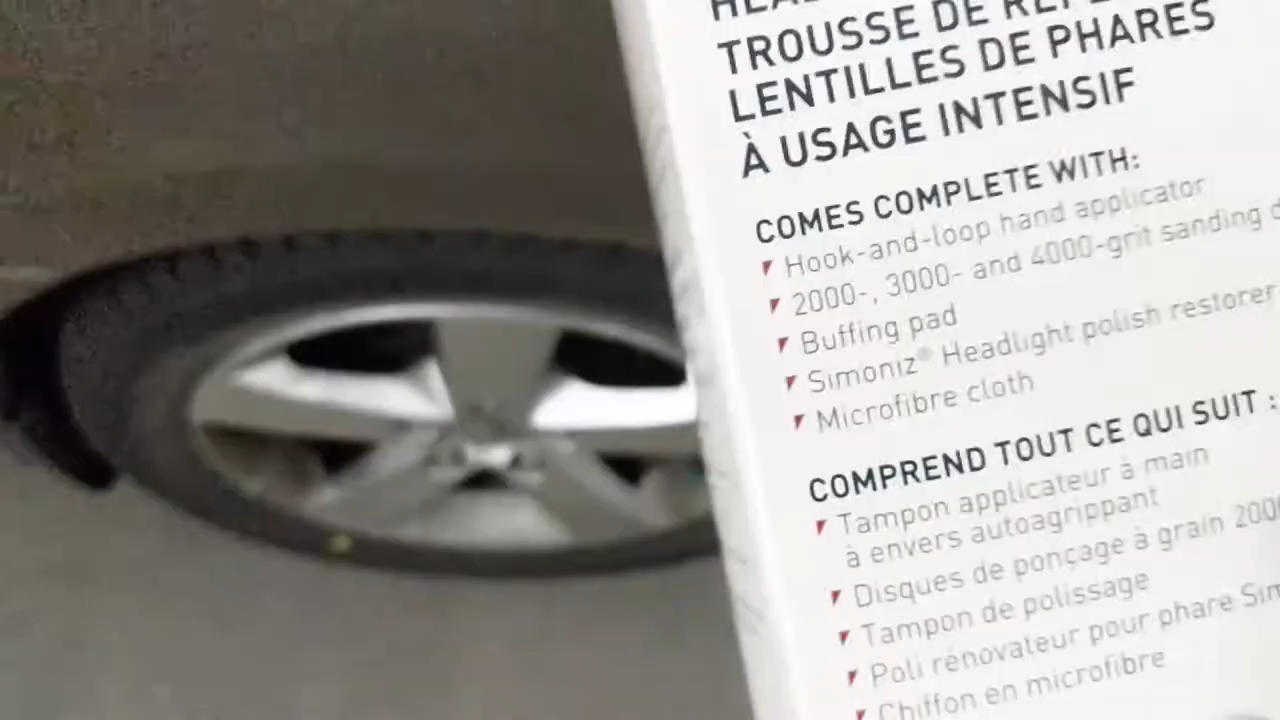 TROUSSE DE
LENTILLES DE PHARES
À USAGE INTENSIF
COMES COMPLETE WITH:
Hook-and-loop hand applicator
2000-, 3000- and 4000-grit sanding
Buffing pad
Simoniz® Headlight polish restorer
Microfibre cloth
COMPREND TOUT CE QUI SUIT :
Tampon applicateur à main
à envers autoagrippant
Disques de ponçage à grain
Tampon de polissage
Poli rénovateur pour phare
Chiffon en microfibre